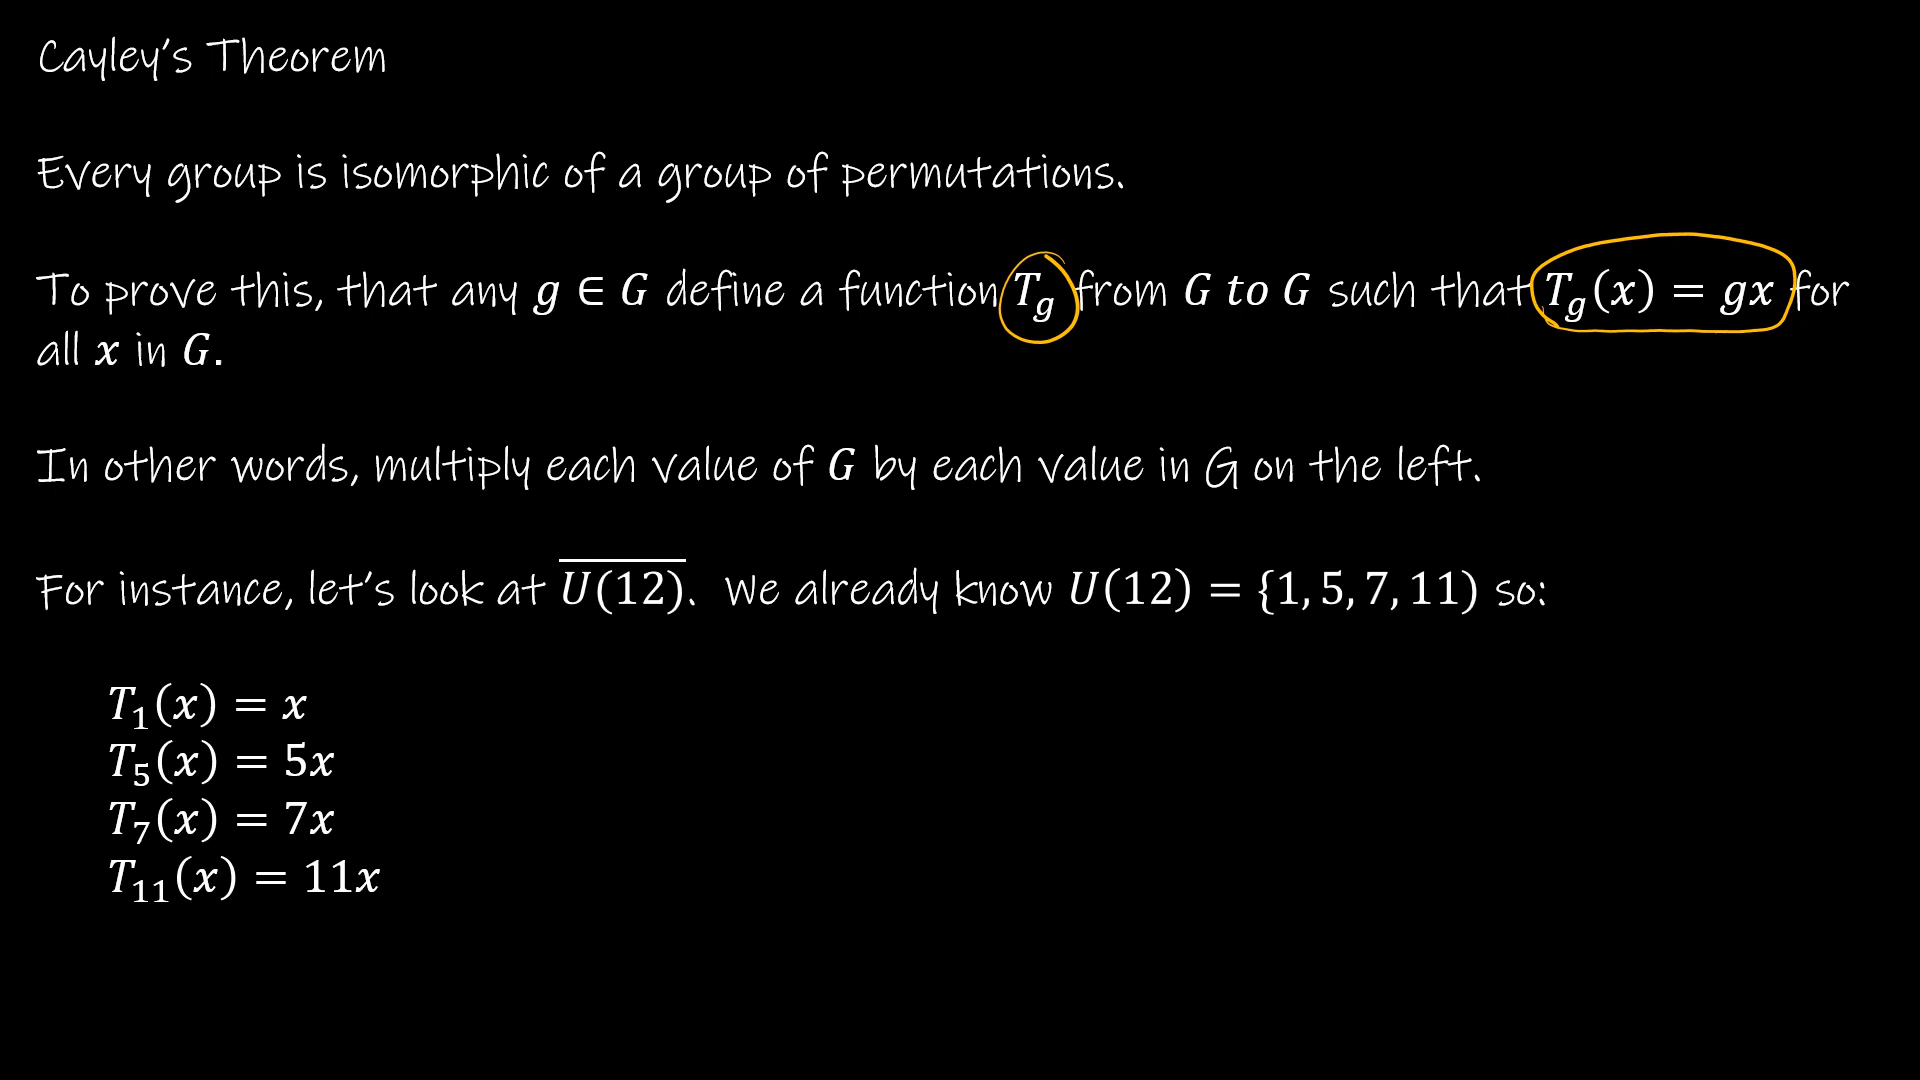 Cayley's Theorem
Every group is isomorphic of a group of permutations.
To prove this, that any g ∈ G define a function T_g from G to G such that T_g(x) = gx for
all x in G.
In other words, multiply each value of G by each value in G on the left.
For instance, let's look at \overline{U(12)}. We already know U(12) = {1, 5, 7, 11) so:
T_1(x) = x
T_5(x) = 5x
T_7(x) = 7x
T_11(x) = 11x